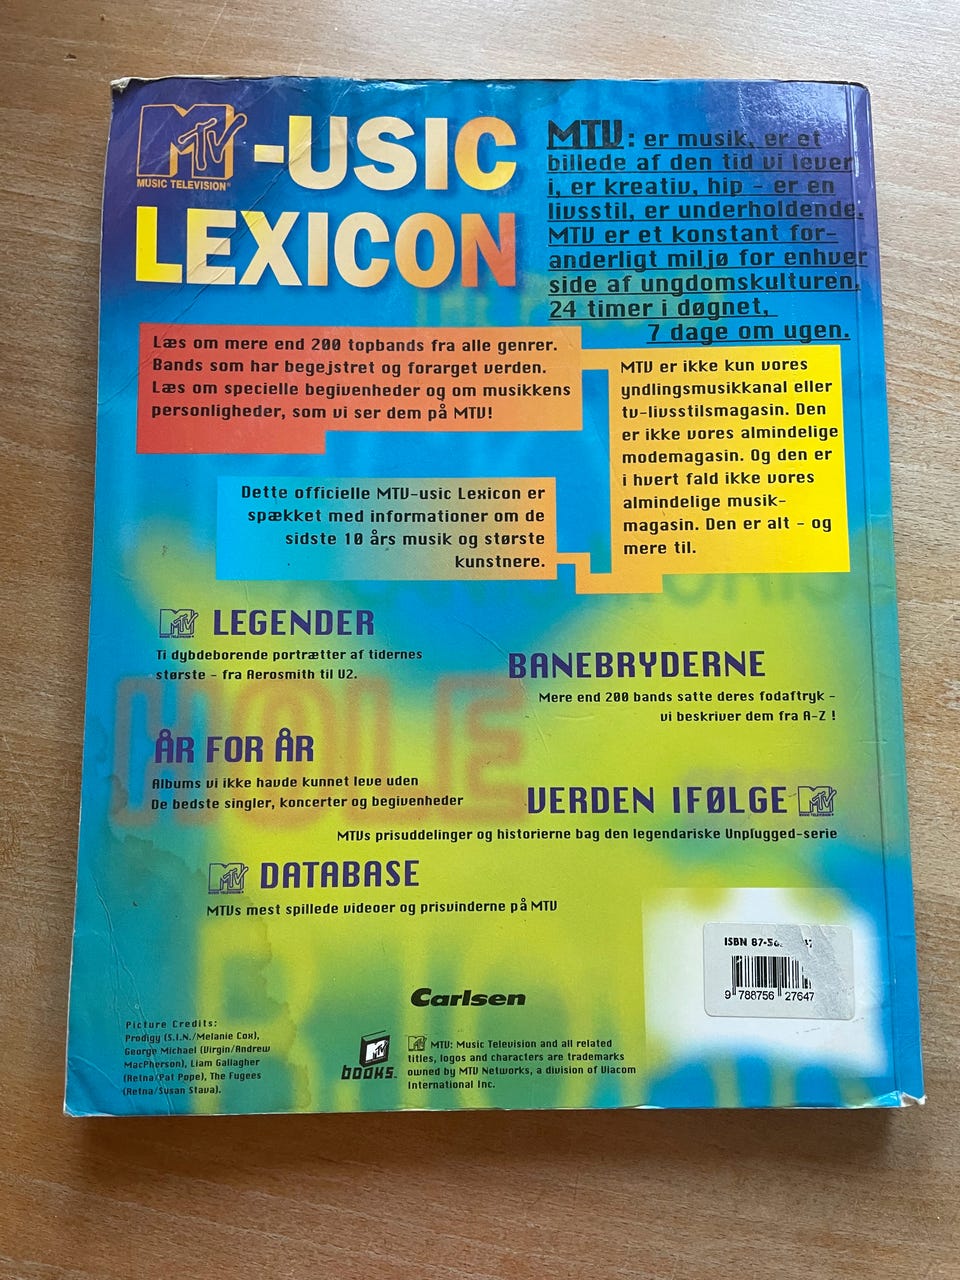 MTV -USIC
MUSIC TELEVISION®
LEXICON
MTV: er musik, er et
billede af den tid vi lever
i, er kreativ, hip - er en
livsstil, er underholdende.
MTV er et konstant for-
anderligt miljø for enhver
side af ungdomskulturen,
24 timer i døgnet,
7 dage om ugen.
Læs om mere end 200 topbands fra alle genrer.
Bands som har begejstret og forarget verden.
Læs om specielle begivenheder og om musikkens
personligheder, som vi ser dem på MTV!
MTV er ikke kun vores
yndlingsmusikkanal eller
tv-livsstilsmagasin. Den
er ikke vores almindelige
modemagasin. Og den er
i hvert fald ikke vores
almindelige musik-
magasin. Den er alt - og
mere til.
Dette officielle MTV-usic Lexicon er
spækket med informationer om de
sidste 10 års musik og største
kunstnere.
MTV LEGENDER
Ti dybdeborende portrætter af tidernes
største - fra Aerosmith til U2.
BANEBRYDERNE
Mere end 200 bands satte deres fodaftryk -
vi beskriver dem fra A-Z !
HOLE
ÅR FOR ÅR
Albums vi ikke havde kunnet leve uden
De bedste singler, koncerter og begivenheder
VERDEN IFØLGE MTV
MTVs prisuddelinger og historierne bag den legendariske Unplugged-serie
MTV DATABASE
MTVs mest spillede videoer og prisvinderne på MTV
ISBN 87-56
9 788756 27647
Carlsen
Picture Credits:
Prodigy (S.I.N./Melanie Cox),
George Michael (Virgin/Andrew
MacPherson), Liam Gallagher
(Retna/Pat Pope), The Fugees
(Retna/Susan Stava).
MTV
BOOKS™
MTV: Music Television and all related
titles, logos and characters are trademarks
owned by MTV Networks, a division of Viacom
International Inc.